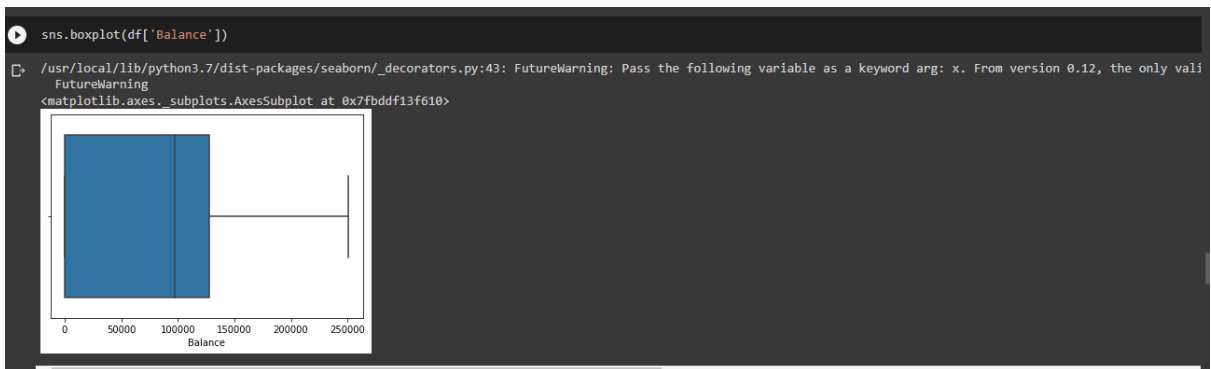 sns.boxplot(df['Balance'])
/usr/local/lib/python3.7/dist-packages/seaborn/_decorators.py:43: FutureWarning: Pass the following variable as a keyword arg: x. From version 0.12, the only vali
FutureWarning
<matplotlib.axes._subplots.AxesSubplot at 0x7fbddf13f610>
0 50000 100000 150000 200000 250000
Balance